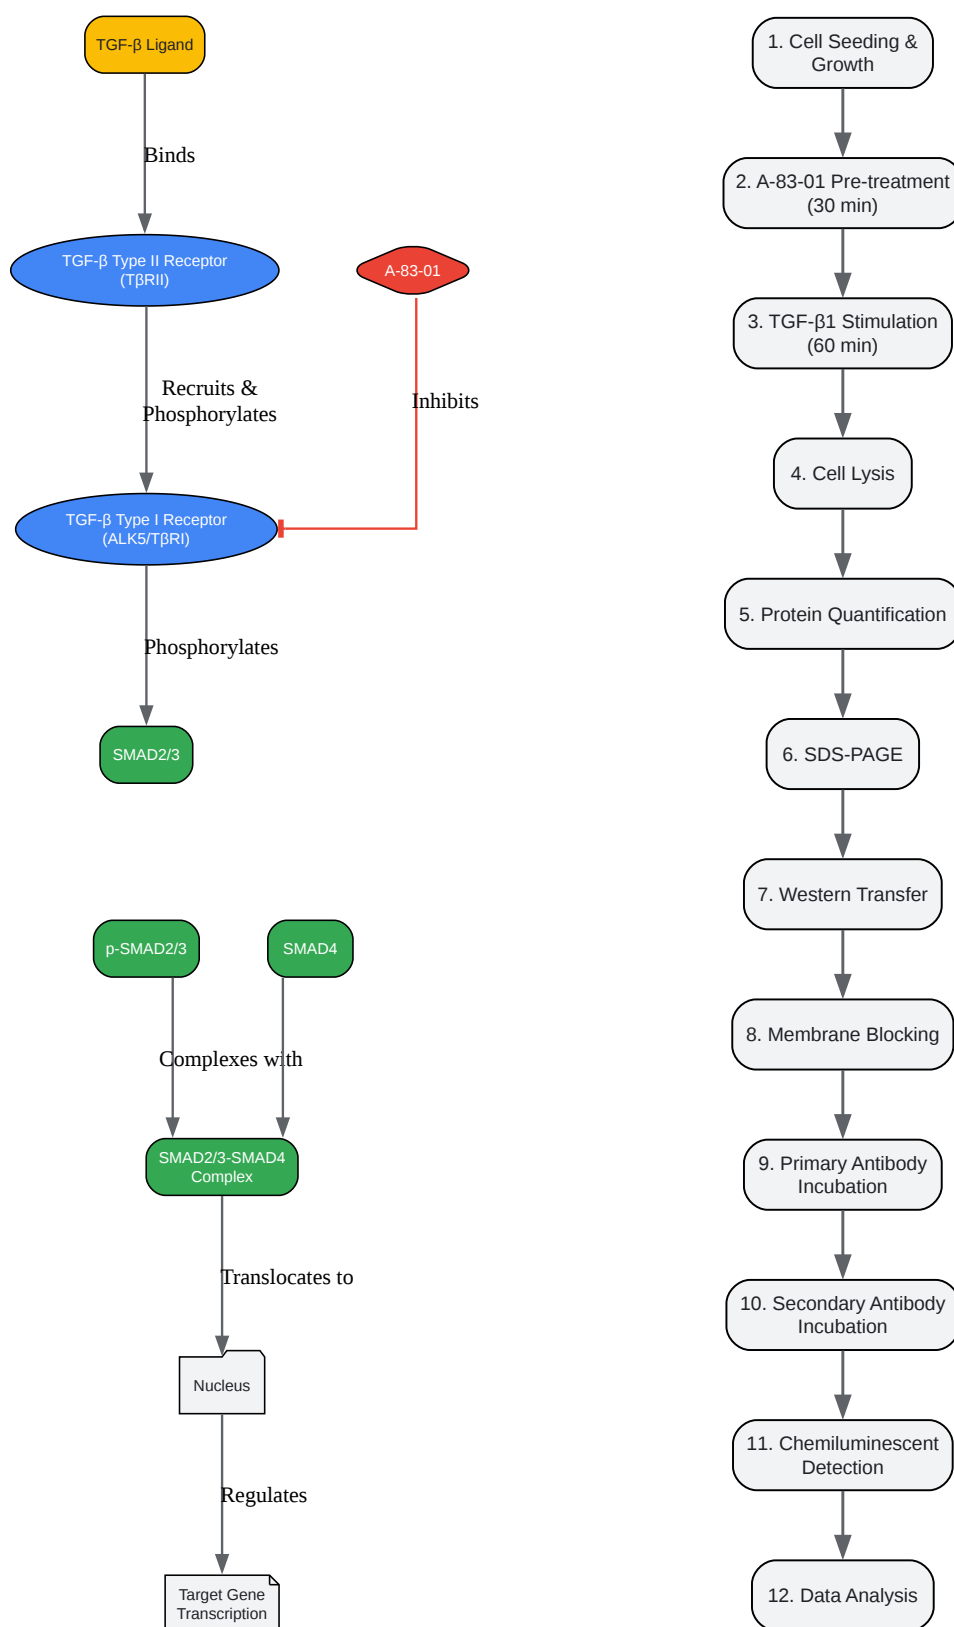 TGF-β Ligand
Binds
TGF-β Type II Receptor
(TβRII)
A-83-01
Recruits &
Phosphorylates
Inhibits
TGF-β Type I Receptor
(ALK5/TβRI)
Phosphorylates
SMAD2/3
p-SMAD2/3
SMAD4
Complexes with
SMAD2/3-SMAD4
Complex
Translocates to
Nucleus
Regulates
Target Gene
Transcription
1. Cell Seeding &
Growth
2. A-83-01 Pre-treatment
(30 min)
3. TGF-β1 Stimulation
(60 min)
4. Cell Lysis
5. Protein Quantification
6. SDS-PAGE
7. Western Transfer
8. Membrane Blocking
9. Primary Antibody
Incubation
10. Secondary Antibody
Incubation
11. Chemiluminescent
Detection
12. Data Analysis